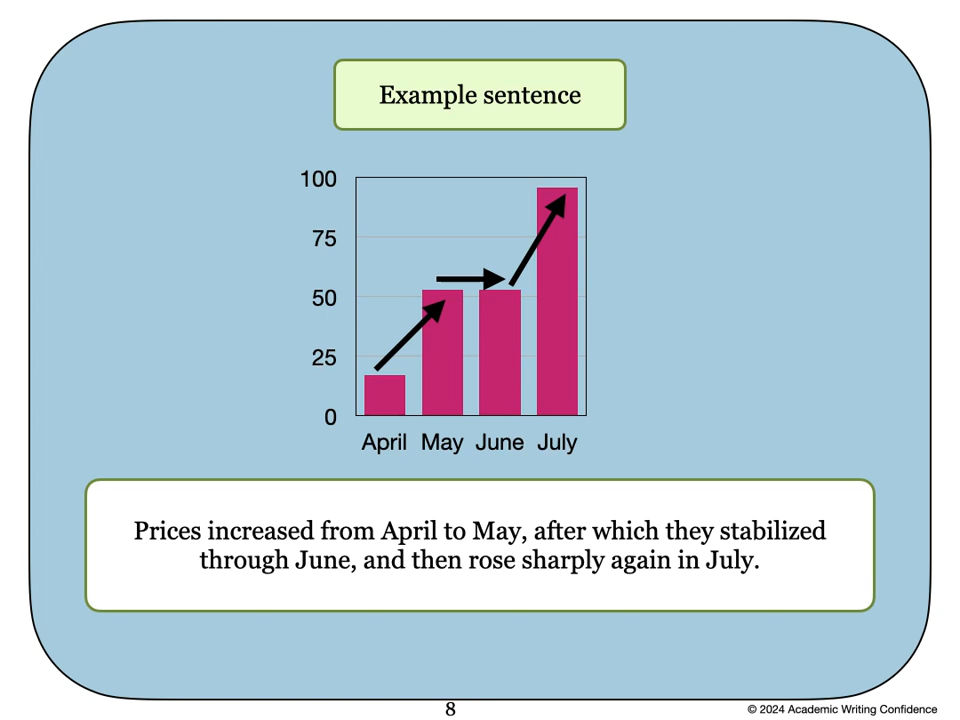 Example sentence
100
75
50
25
0
April May June July
Prices increased from April to May, after which they stabilized
through June, and then rose sharply again in July.
8
© 2024 Academic Writing Confidence